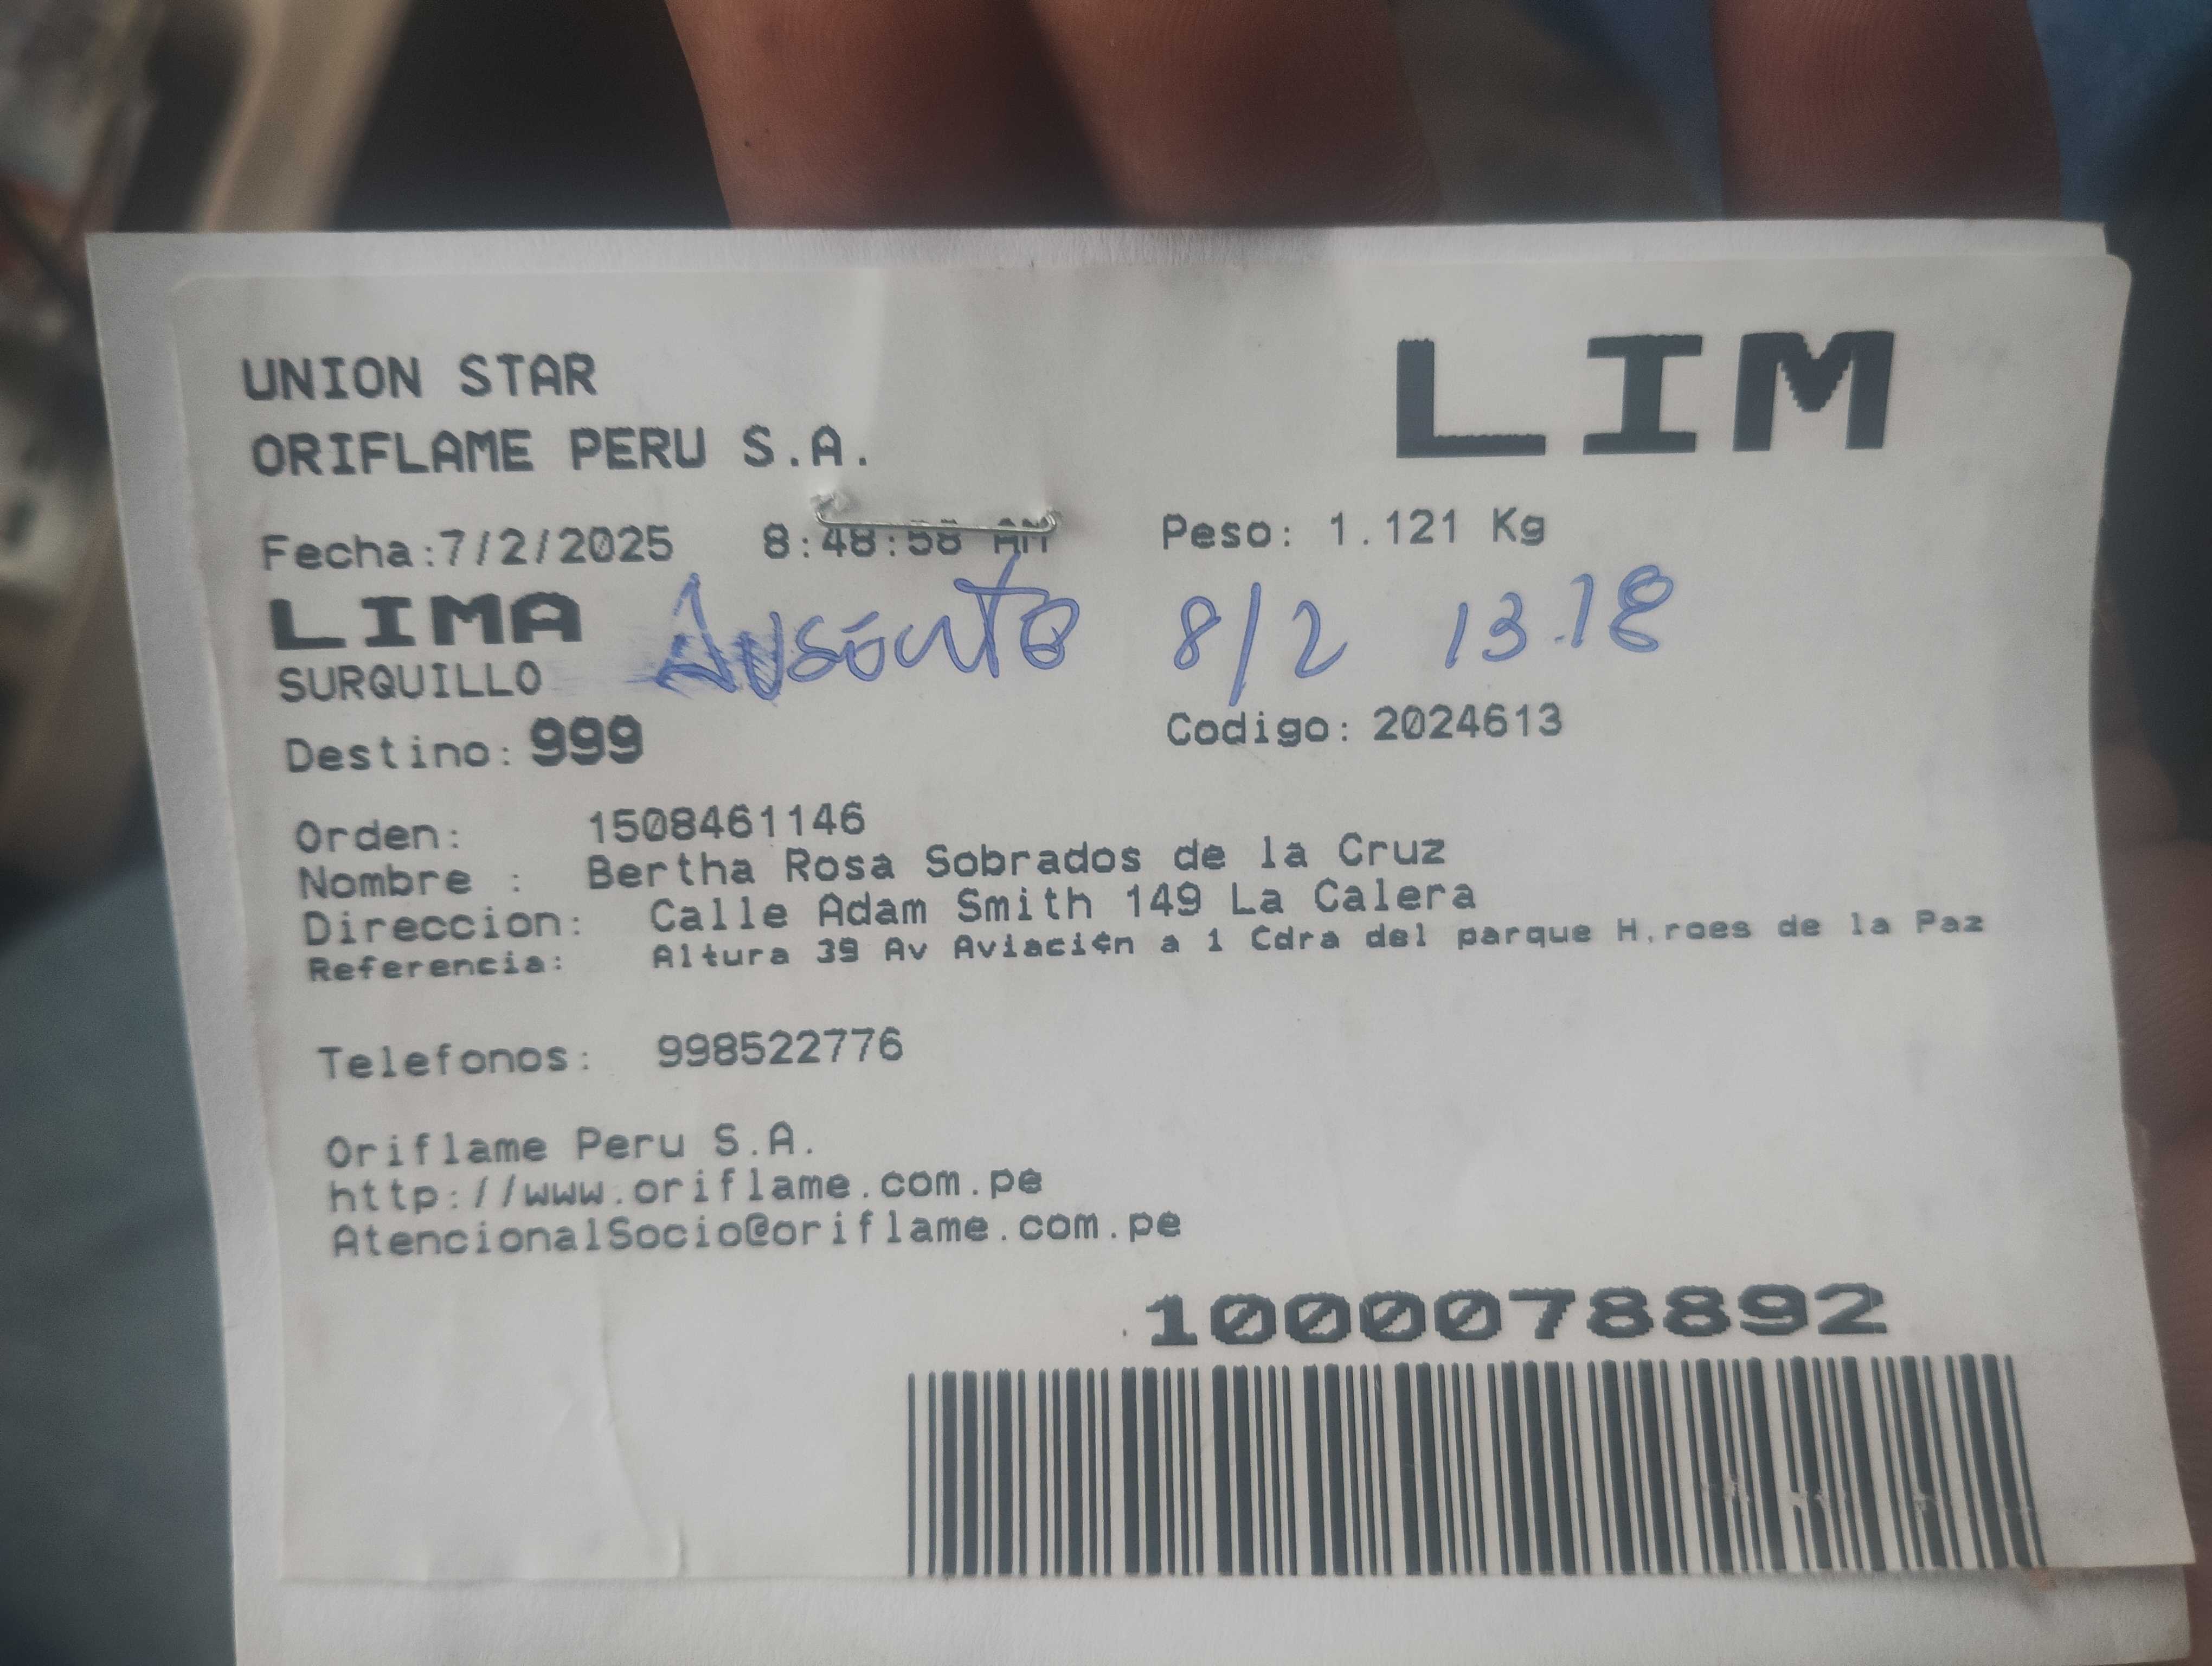 UNION STAR
LIM
ORIFLAME PERU S.A.
Fecha:7/2/2025 8:48:58 AM Peso: 1.121 Kg
LIMA Ausente 8/2 13.18
SURQUILLO
Destino: 999 Codigo: 2024613
Orden: 1508461146
Nombre : Bertha Rosa Sobrados de la Cruz
Direccion: Calle Adam Smith 149 La Calera
Referencia: Altura 39 Av Aviaci¢n a 1 Cdra del parque H,roes de la Paz
Telefonos: 998522776
Oriflame Peru S.A.
http://www.oriflame.com.pe
AtencionalSocio@oriflame.com.pe
1000078892